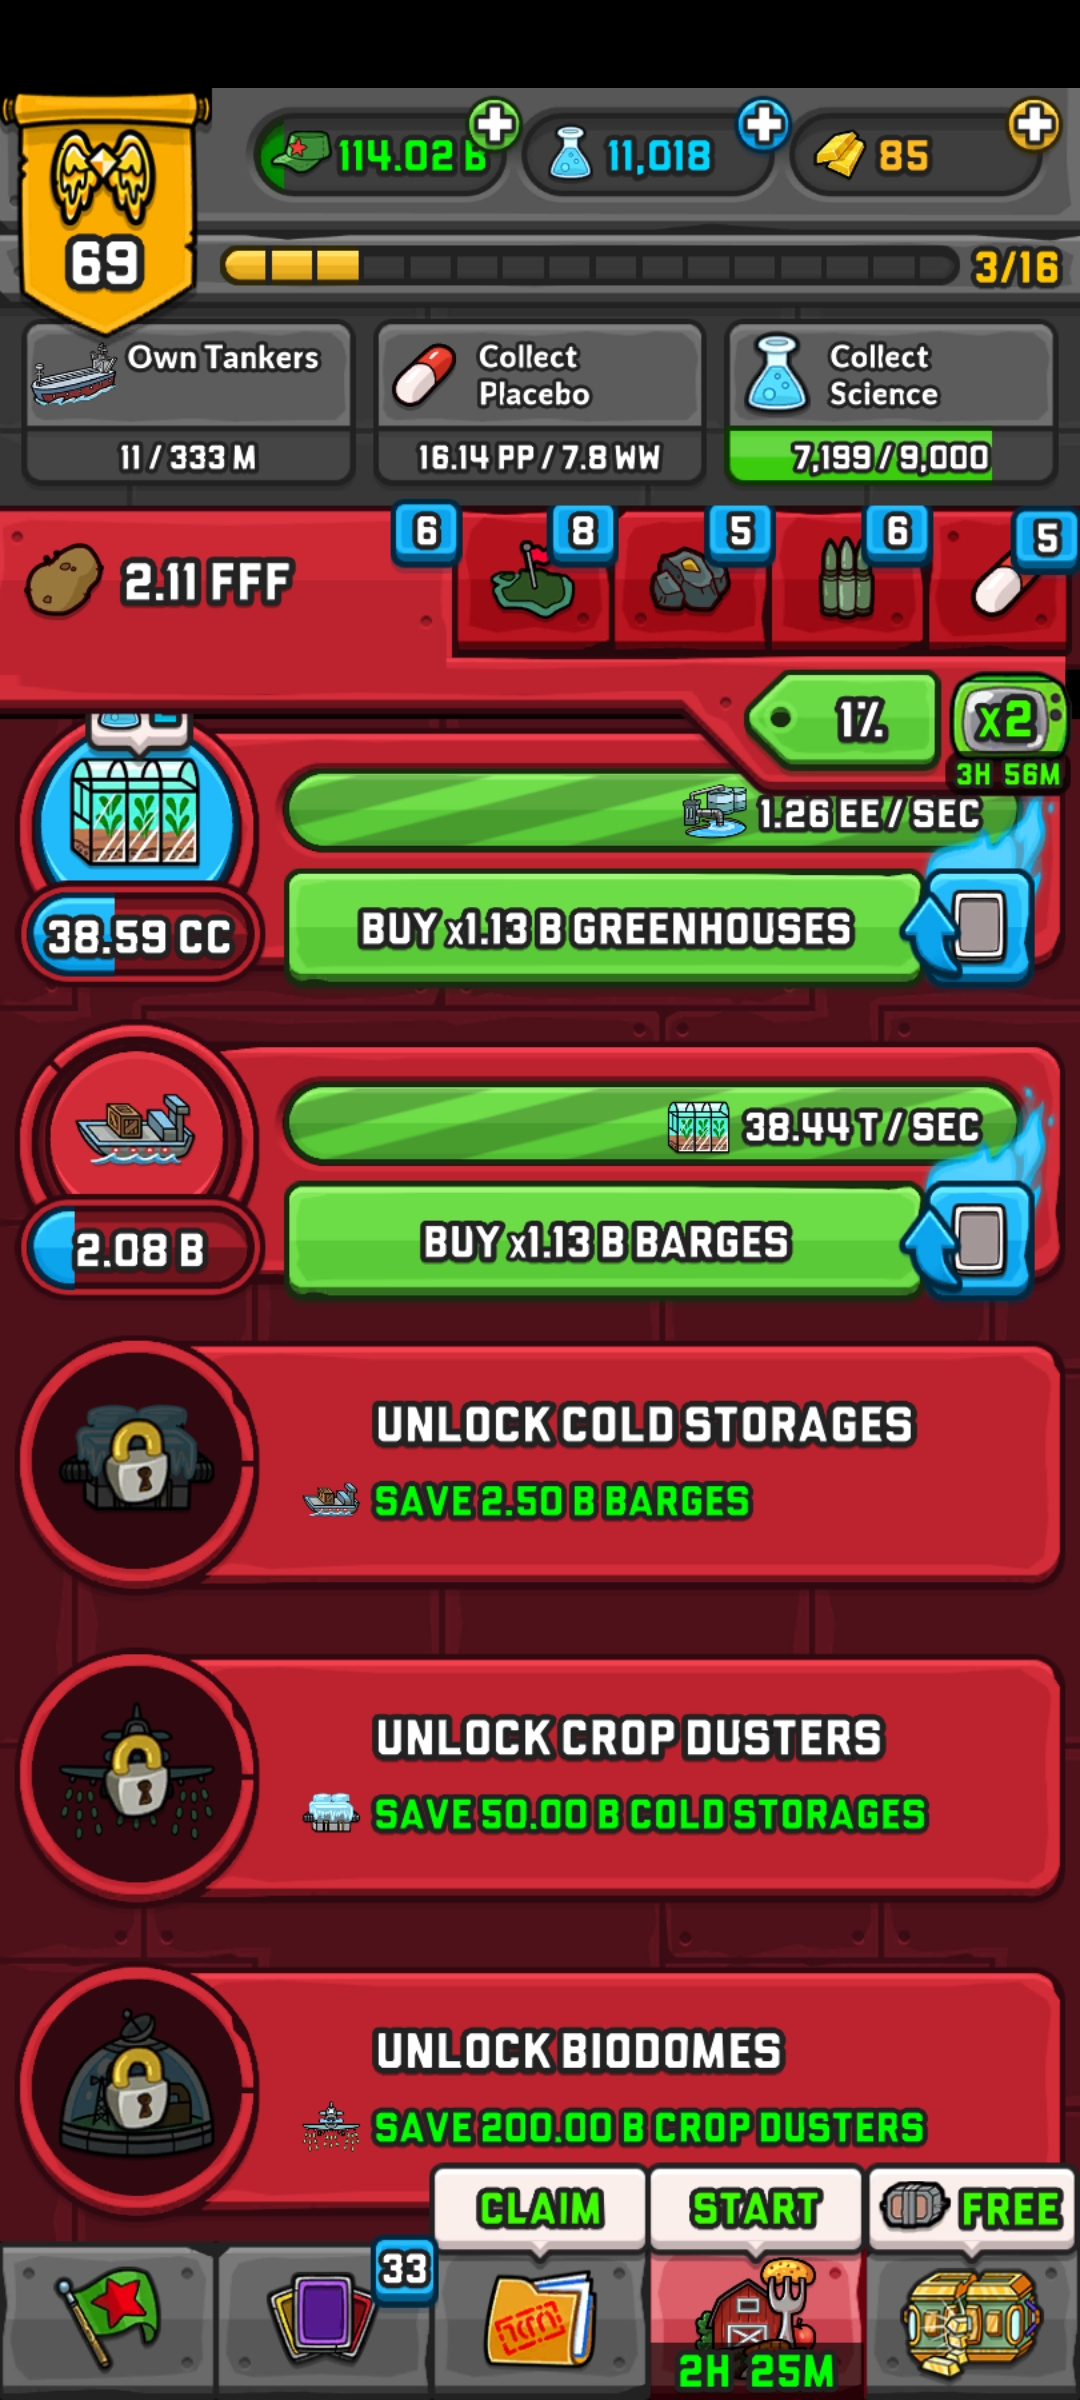 114.02 B
11,018
85
69
3/16
Own Tankers
11 / 333 M
Collect
Placebo
16.14 PP / 7.8 WW
Collect
Science
7,199 / 9,000
2.11 FFF
6
8
5
6
5
1%
x2
3H 56M
1.26 EE / SEC
38.59 CC
BUY x1.13 B GREENHOUSES
38.44 T / SEC
2.08 B
BUY x1.13 B BARGES
UNLOCK COLD STORAGES
SAVE 2.50 B BARGES
UNLOCK CROP DUSTERS
SAVE 50.00 B COLD STORAGES
UNLOCK BIODOMES
SAVE 200.00 B CROP DUSTERS
CLAIM
START
FREE
33
2H 25M